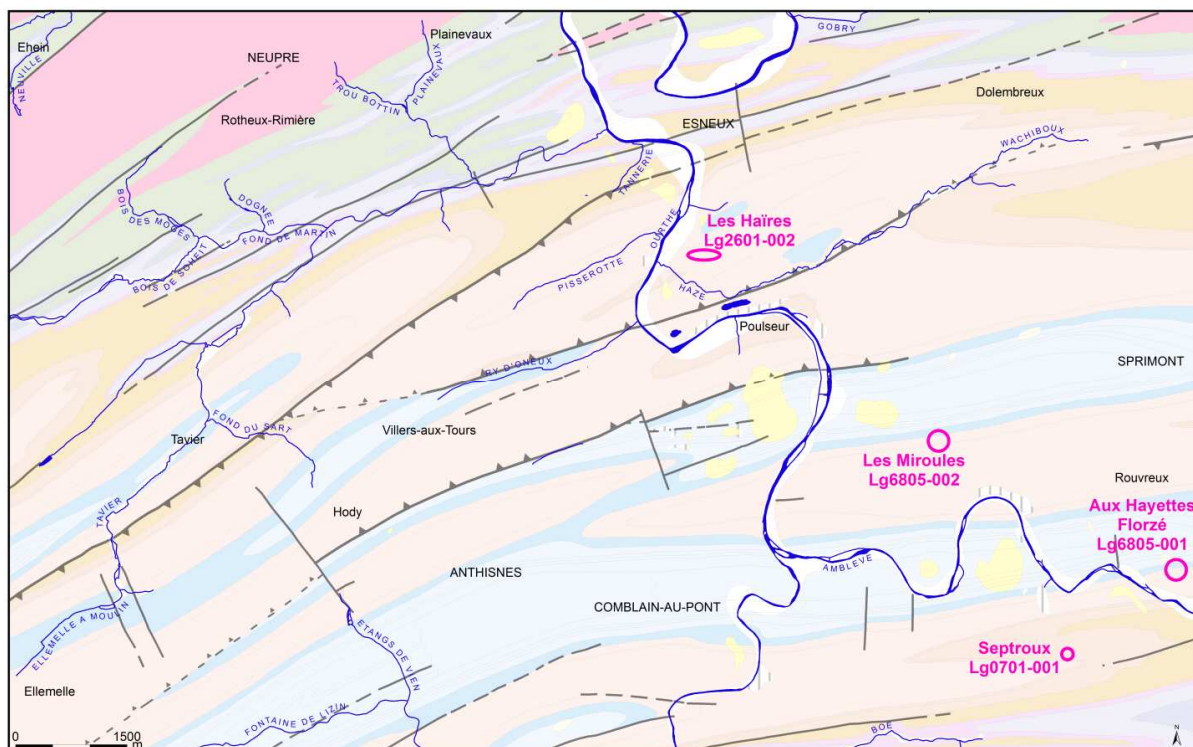 GOBRY
Ehein
NEUVILLE
NEUPRE
Plainevaux
PLAINEVAUX
TROU BOTTIN
Rotheux-Rimière
ESNEUX
Dolembreux
WACHIBOUX
TANNERIE
BOIS DES MOGES
DOGNEE
FOND DE MARTIN
BOIS DE SOHEIT
OURTHE
PISSEROTTE
Les Haïres
Lg2601-002
HAZE
Poulseur
RY D'ONEUX
SPRIMONT
FOND DU SART
Tavier
Villers-aux-Tours
Les Miroules
Lg6805-002
Rouvreux
TAVIER
Hody
Aux Hayettes
Florzé
Lg6805-001
ANTHISNES
AMBLEVE
COMBLAIN-AU-PONT
ELLEMELLE A MOULIN
ETANGS DE VIEN
Septroux
Lg0701-001
Ellemelle
FONTAINE DE LIZIN
BOE
0 1500
m
N